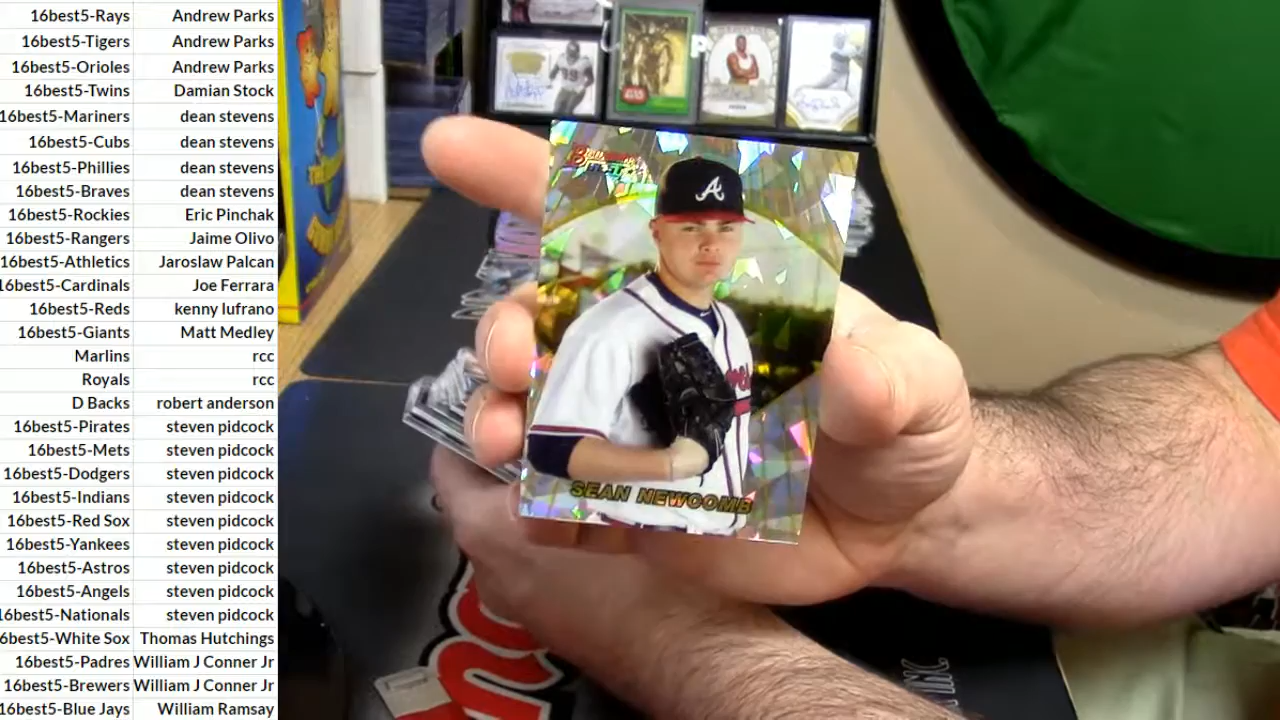 16best5-Rays Andrew Parks
16best5-Tigers Andrew Parks
16best5-Orioles Andrew Parks
16best5-Twins Damian Stock
16best5-Mariners dean stevens
16best5-Cubs dean stevens
16best5-Phillies dean stevens
16best5-Braves dean stevens
16best5-Rockies Eric Pinchak
16best5-Rangers Jaime Olivo
16best5-Athletics Jaroslaw Palcan
16best5-Cardinals Joe Ferrara
16best5-Reds kenny lufrano
16best5-Giants Matt Medley
Marlins rcc
Royals rcc
D Backs robert anderson
16best5-Pirates steven pidcock
16best5-Mets steven pidcock
16best5-Dodgers steven pidcock
16best5-Indians steven pidcock
16best5-Red Sox steven pidcock
16best5-Yankees steven pidcock
16best5-Astros steven pidcock
16best5-Angels steven pidcock
16best5-Nationals steven pidcock
6best5-White Sox Thomas Hutchings
16best5-Padres William J Conner Jr
16best5-Brewers William J Conner Jr
16best5-Blue Jays William Ramsay
A
SEAN NEWCOMB